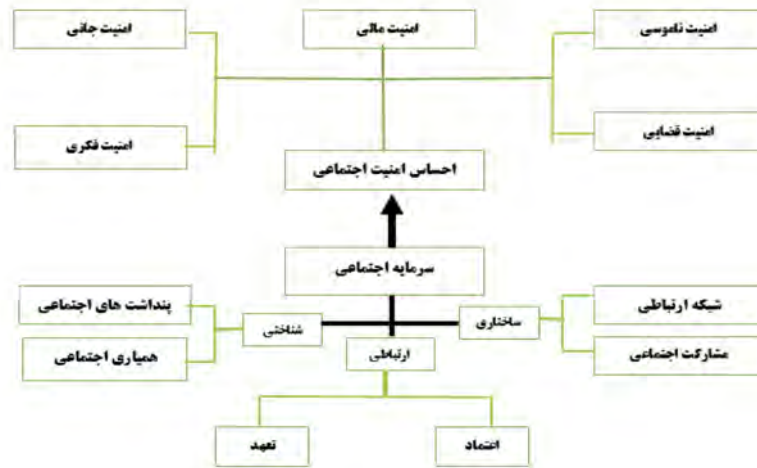 امنیت ناموسی
امنیت مالی
امنیت جانی
امنیت قضایی
امنیت فکری
احساس امنیت اجتماعی
سرمایه اجتماعی
شبکه ارتباطی
پنداشت های اجتماعی
ساختاری
شناختی
مشارکت اجتماعی
ارتباطی
همیاری اجتماعی
اعتماد
تعهد